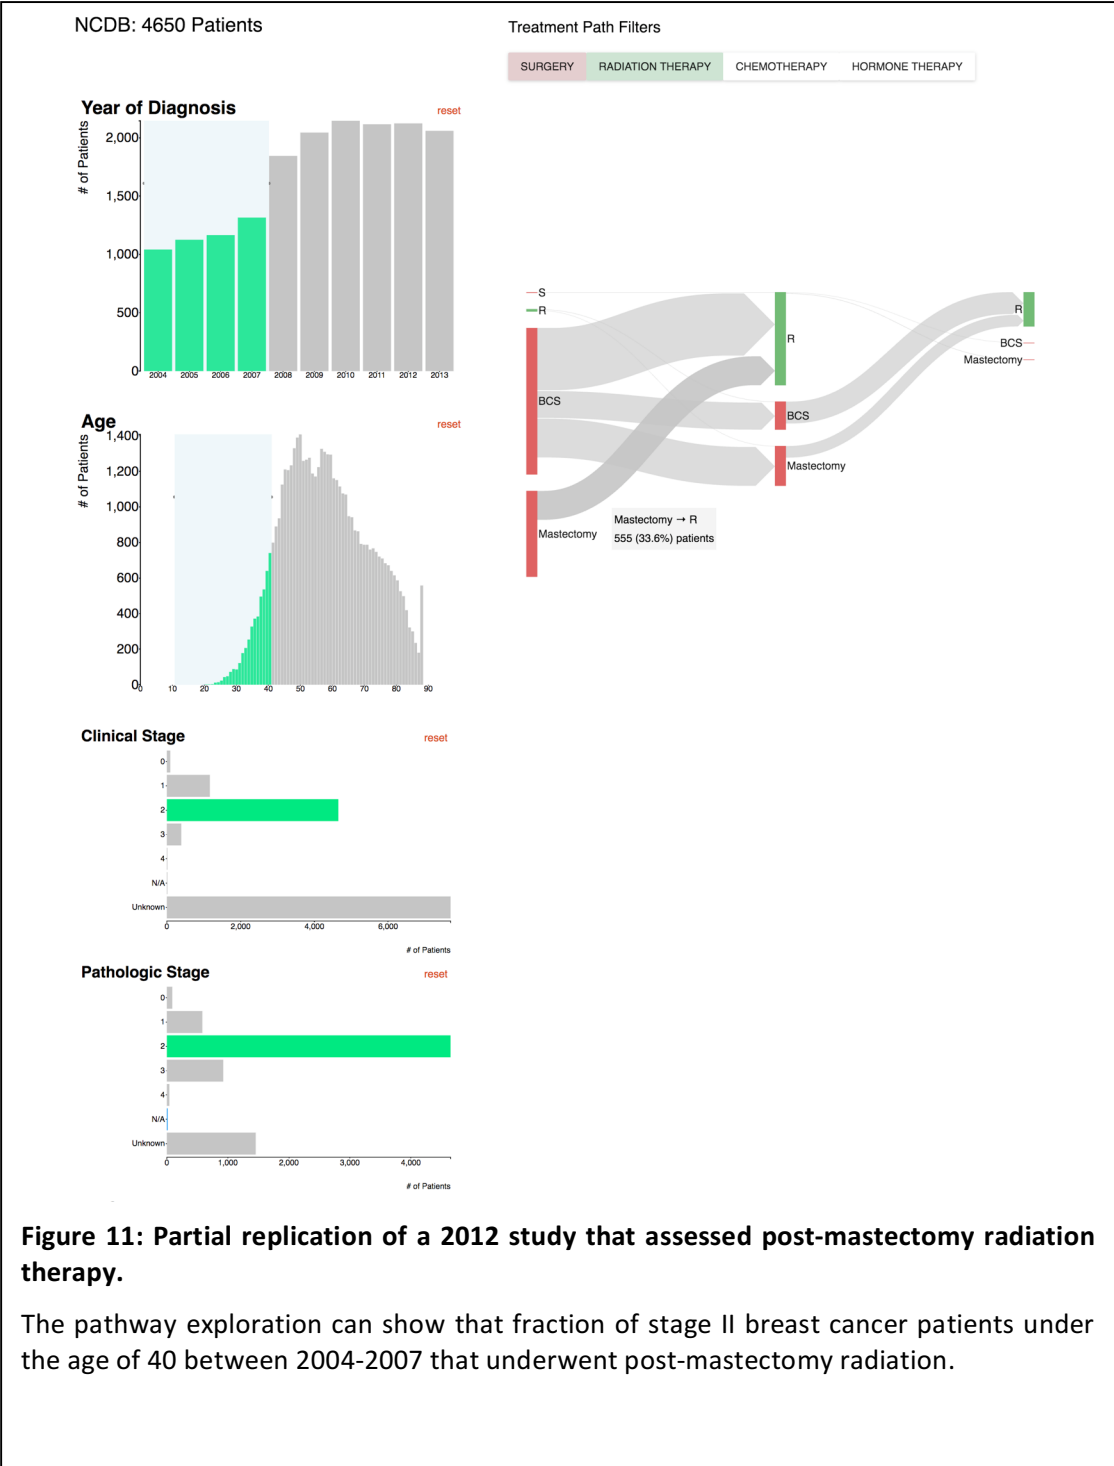 NCDB: 4650 Patients
Treatment Path Filters
SURGERY RADIATION THERAPY CHEMOTHERAPY HORMONE THERAPY
Year of Diagnosis
reset
# of Patients
2,000
1,500
1,000
500
0
2004 2005 2006 2007 2008 2009 2010 2011 2012 2013
Age
reset
# of Patients
1,400
1,200
1,000
800
600
400
200
0
0 10 20 30 40 50 60 70 80 90
S
R
BCS
Mastectomy
R
BCS
Mastectomy
R
BCS
Mastectomy
Mastectomy → R
555 (33.6%) patients
Clinical Stage
reset
0
1
2
3
4
N/A
Unknown
0 2,000 4,000 6,000
# of Patients
Pathologic Stage
reset
0
1
2
3
4
N/A
Unknown
0 1,000 2,000 3,000 4,000
# of Patients
Figure 11: Partial replication of a 2012 study that assessed post-mastectomy radiation
therapy.
The pathway exploration can show that fraction of stage II breast cancer patients under
the age of 40 between 2004-2007 that underwent post-mastectomy radiation.